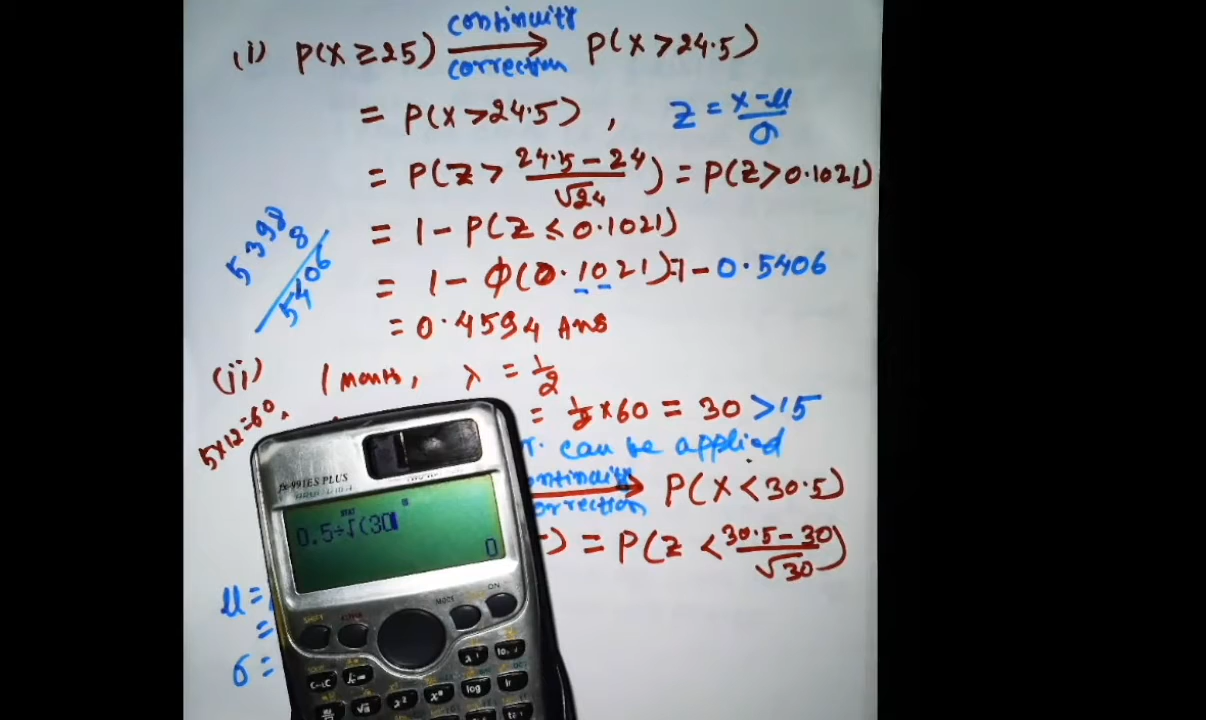 (i) P(X ≥ 25) continuity correction → P(X > 24.5)
= P(X > 24.5) , Z = (x - μ)/σ
= P(Z > (24.5 - 24)/√24) = P(Z > 0.1021)
= 1 - P(Z ≤ 0.1021)
= 1 - φ(0.1021) = 1 - 0.5406
= 0.4594 Ans
5398
8
5406
(ii) 1 month, λ = 1/2
5×12=60,
= 1/2 × 60 = 30 > 15
can be applied
P(X < 30.5)
= P(Z < (30.5 - 30)/√30)
μ =
=
σ =
fx-991ES PLUS
0.5÷√(30
0
MODE
ON
log